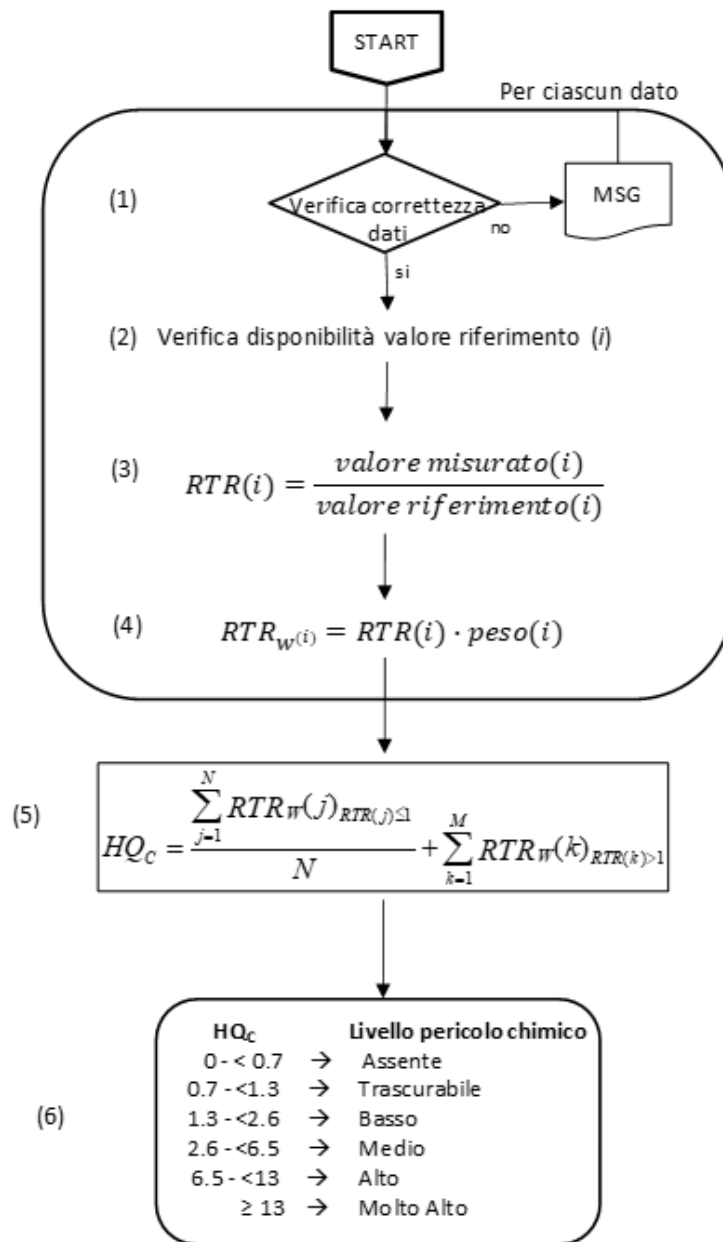 START
Per ciascun dato
(1)
Verifica correttezza
dati
no
MSG
si
(2) Verifica disponibilità valore riferimento (i)
(3) RTR(i) = valore misurato(i) / valore riferimento(i)
(4) RTR_w(i) = RTR(i) · peso(i)
(5) HQ_C = ∑_{j=1}^{N} RTR_W(j)_{RTR(j)≤1} / N + ∑_{k=1}^{M} RTR_W(k)_{RTR(k)>1}
(6)
HQ_C Livello pericolo chimico
0 - < 0.7 → Assente
0.7 - <1.3 → Trascurabile
1.3 - <2.6 → Basso
2.6 - <6.5 → Medio
6.5 - <13 → Alto
≥ 13 → Molto Alto